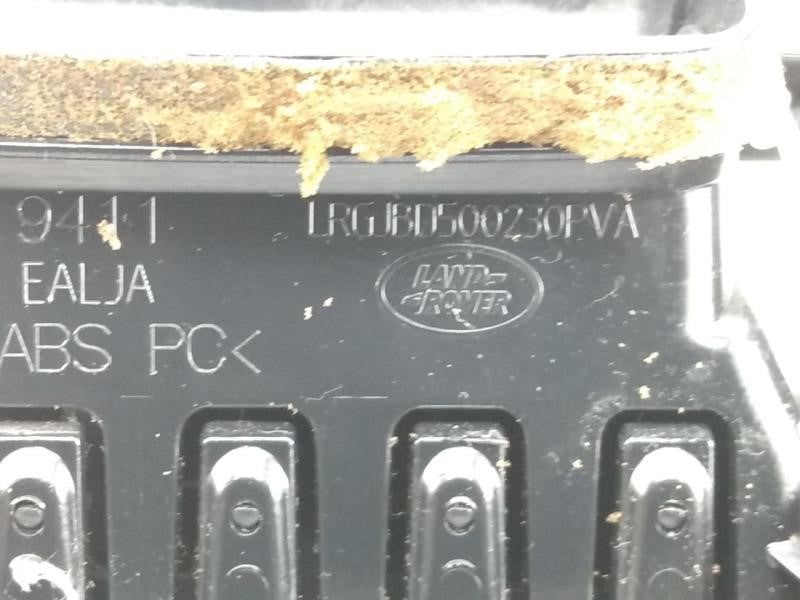 9411
LRGJBD500230PVA
EALJA
LAND-
ROVER
ABS PC<